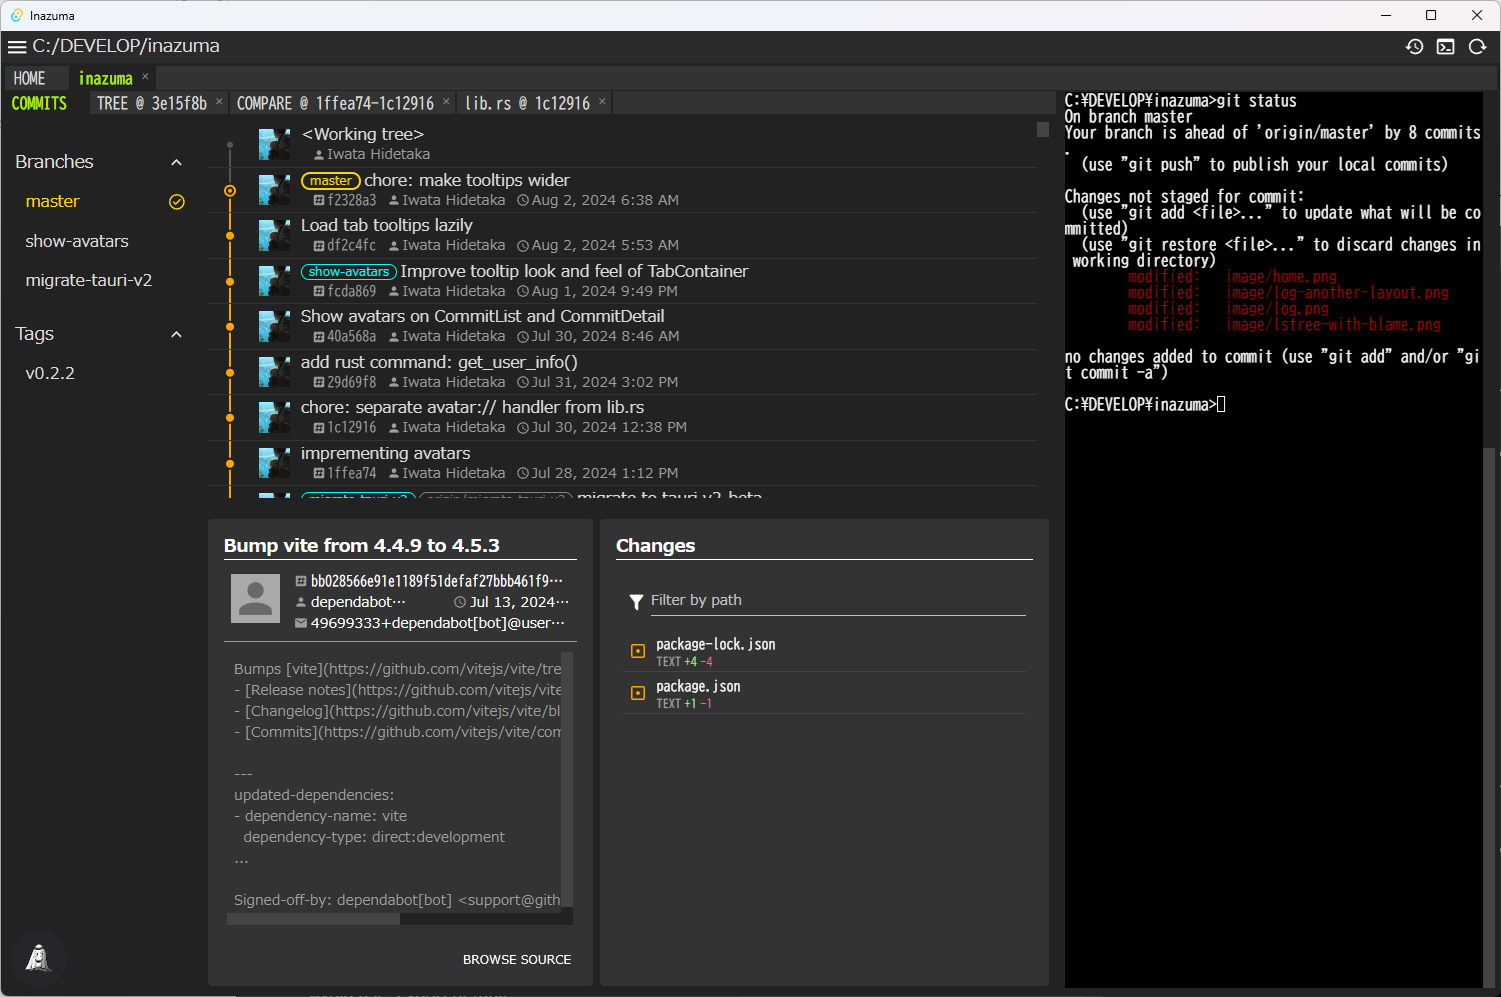 Inazuma
C:/DEVELOP/inazuma
HOME
inazuma ×
COMMITS
TREE @ 3e15f8b ×
COMPARE @ 1ffea74-1c12916 ×
lib.rs @ 1c12916 ×
Branches
master
show-avatars
migrate-tauri-v2
Tags
v0.2.2
<Working tree>
Iwata Hidetaka
master chore: make tooltips wider
f2328a3 Iwata Hidetaka Aug 2, 2024 6:38 AM
Load tab tooltips lazily
df2c4fc Iwata Hidetaka Aug 2, 2024 5:53 AM
show-avatars Improve tooltip look and feel of TabContainer
fcda869 Iwata Hidetaka Aug 1, 2024 9:49 PM
Show avatars on CommitList and CommitDetail
40a568a Iwata Hidetaka Jul 30, 2024 8:46 AM
add rust command: get_user_info()
29d69f8 Iwata Hidetaka Jul 31, 2024 3:02 PM
chore: separate avatar:// handler from lib.rs
1c12916 Iwata Hidetaka Jul 30, 2024 12:38 PM
imprementing avatars
1ffea74 Iwata Hidetaka Jul 28, 2024 1:12 PM
migrate-tauri-v2 origin/migrate-tauri-v2 migrate to tauri v2-beta
Bump vite from 4.4.9 to 4.5.3
bb028566e91e1189f51defaf27bbb461f9…
dependabot… Jul 13, 2024…
49699333+dependabot[bot]@user…
Bumps [vite](https://github.com/vitejs/vite/tre
- [Release notes](https://github.com/vitejs/vite
- [Changelog](https://github.com/vitejs/vite/bl
- [Commits](https://github.com/vitejs/vite/com
---
updated-dependencies:
- dependency-name: vite
dependency-type: direct:development
...
Signed-off-by: dependabot[bot] <support@gith
BROWSE SOURCE
Changes
Filter by path
package-lock.json
TEXT +4 -4
package.json
TEXT +1 -1
C:¥DEVELOP¥inazuma>git status
On branch master
Your branch is ahead of 'origin/master' by 8 commits
.
(use "git push" to publish your local commits)
Changes not staged for commit:
(use "git add <file>..." to update what will be co
mmitted)
(use "git restore <file>..." to discard changes in
working directory)
modified: image/home.png
modified: image/log-another-layout.png
modified: image/log.png
modified: image/lstree-with-blame.png
no changes added to commit (use "git add" and/or "gi
t commit -a")
C:¥DEVELOP¥inazuma>